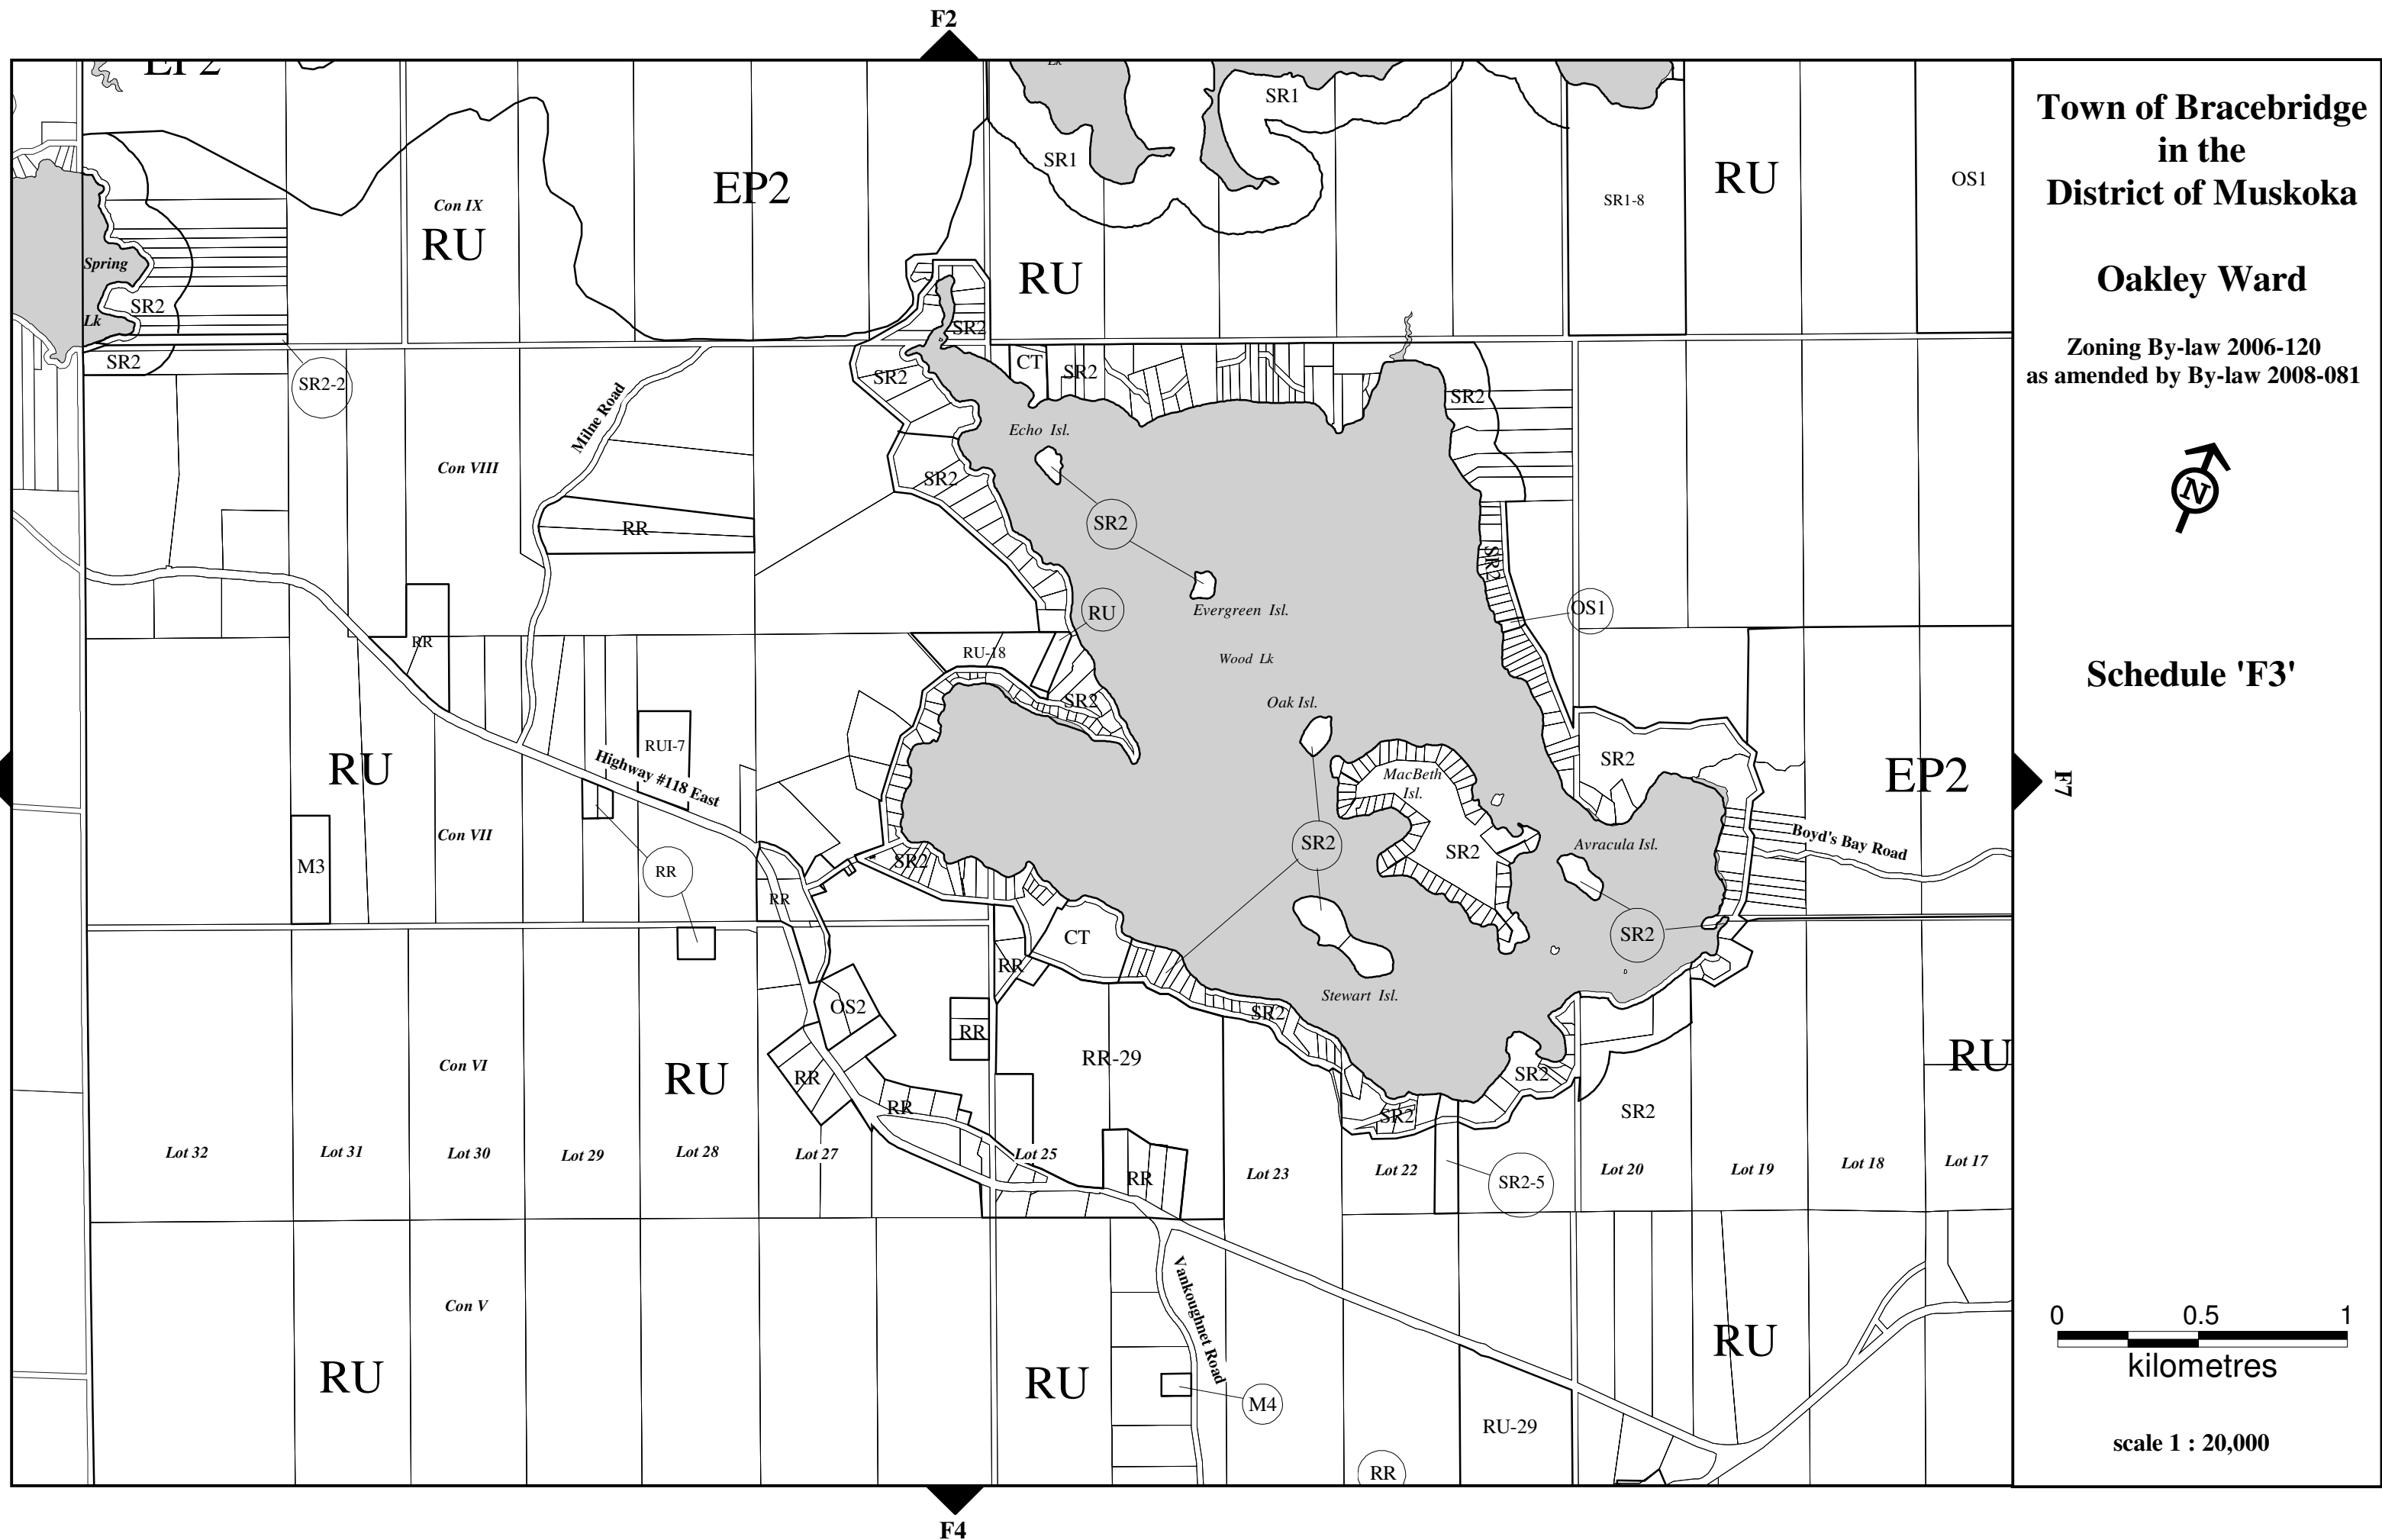 F2
EP2
Lk
SR1
SR1
Con IX
RU
EP2
RU
SR1-8
RU
OS1
Spring
Lk
SR2
SR2
SR2-2
SR2
SR2
CT
SR2
SR2
Milne Road
Echo Isl.
Con VIII
SR2
SR2
RR
SR2
Evergreen Isl.
RU
OS1
RR
RU-18
Wood Lk
SR2
Oak Isl.
RUI-7
Highway #118 East
RU
SR2
MacBeth
Isl.
EP2
F7
Con VII
M3
RR
RR
SR2
SR2
SR2
Avracula Isl.
Boyd's Bay Road
CT
SR2
RR
OS2
RR
Stewart Isl.
SR2
RR-29
RU
Con VI
RU
RR
RR
SR2
SR2
SR2
Lot 32
Lot 31
Lot 30
Lot 29
Lot 28
Lot 27
Lot 25
RR
Lot 23
Lot 22
SR2-5
Lot 20
Lot 19
Lot 18
Lot 17
Con V
Vankoughnet Road
RU
RU
RU
M4
RU-29
RR
F4
Town of Bracebridge
in the
District of Muskoka
Oakley Ward
Zoning By-law 2006-120
as amended by By-law 2008-081
N
Schedule 'F3'
0 0.5 1
kilometres
scale 1 : 20,000